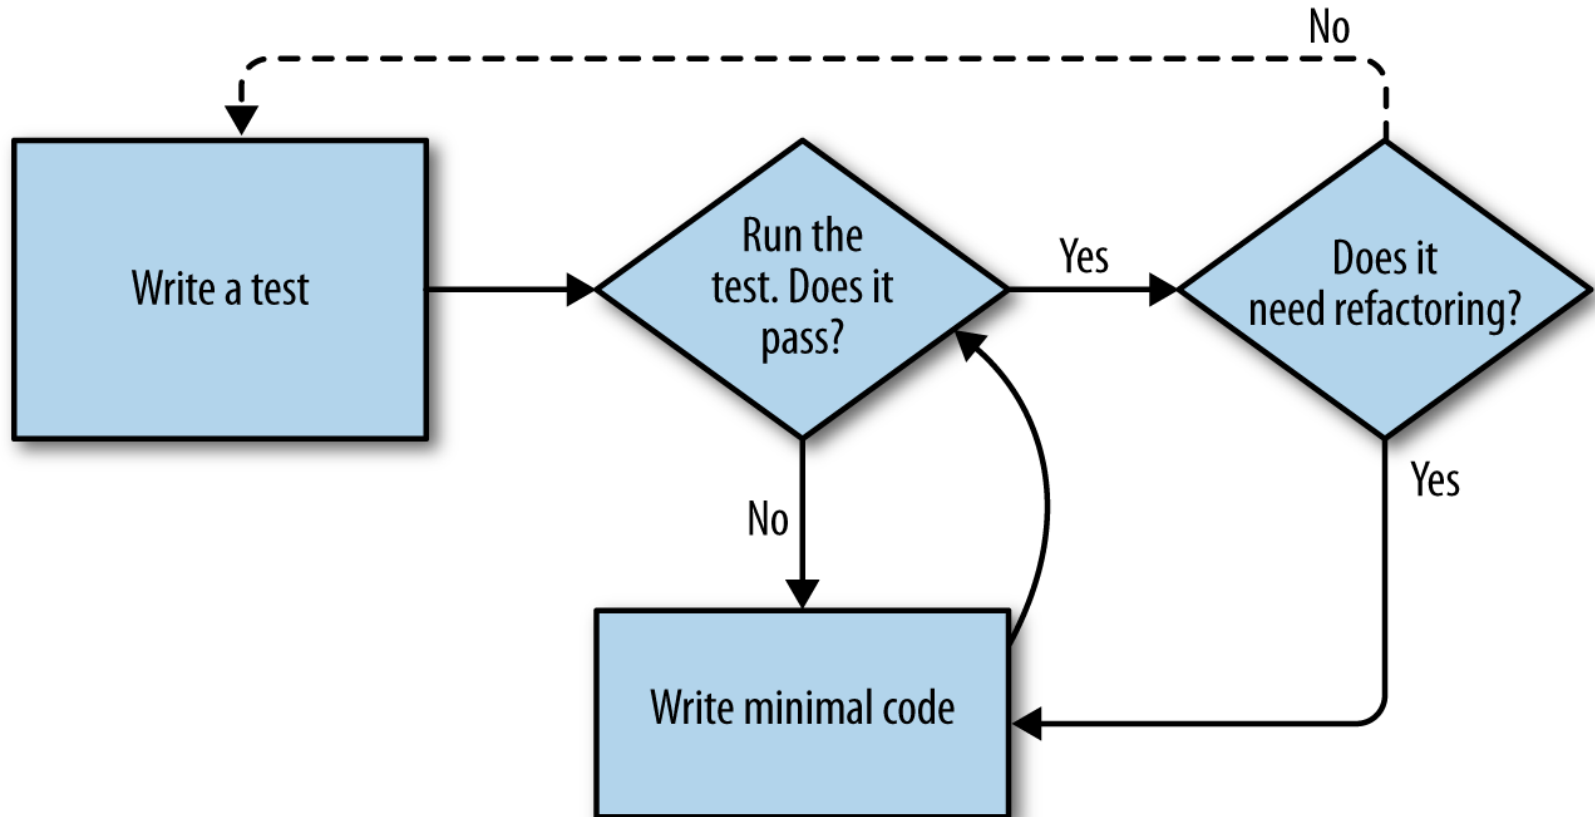 No
Write a test
Run the
test. Does it
pass?
Yes
Does it
need refactoring?
No
Yes
Write minimal code